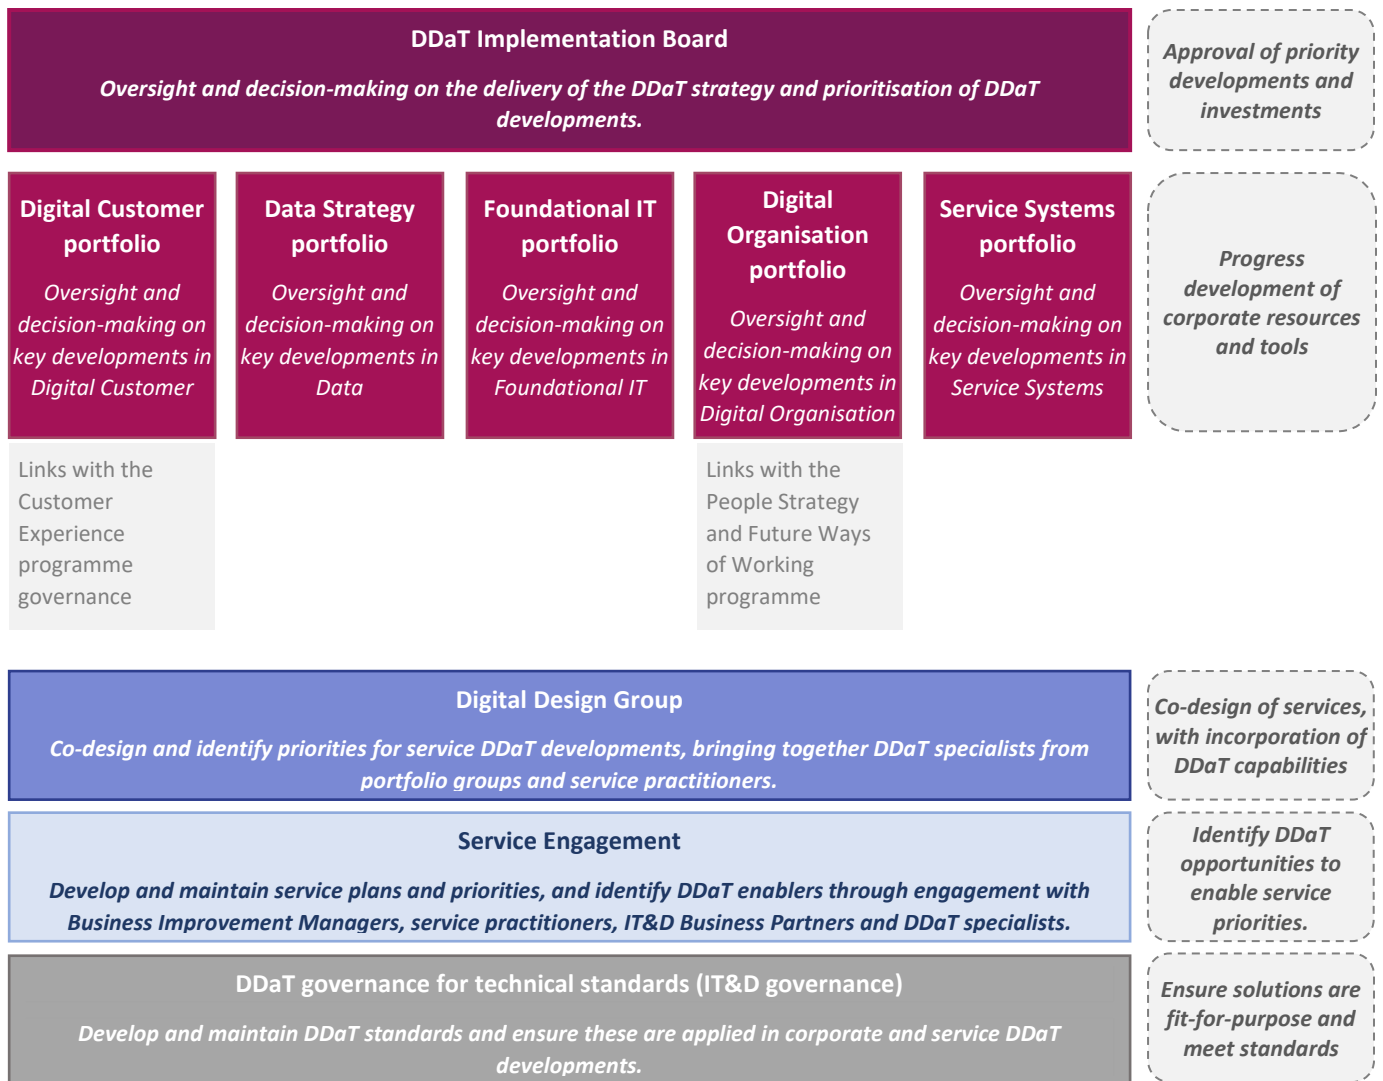 DDaT Implementation Board
Oversight and decision-making on the delivery of the DDaT strategy and prioritisation of DDaT
developments.
Approval of priority
developments and
investments
Digital Customer
portfolio
Oversight and
decision-making on
key developments in
Digital Customer
Data Strategy
portfolio
Oversight and
decision-making on
key developments in
Data
Foundational IT
portfolio
Oversight and
decision-making on
key developments in
Foundational IT
Digital
Organisation
portfolio
Oversight and
decision-making on
key developments in
Digital Organisation
Service Systems
portfolio
Oversight and
decision-making on
key developments in
Service Systems
Progress
development of
corporate resources
and tools
Links with the
Customer
Experience
programme
governance
Links with the
People Strategy
and Future Ways
of Working
programme
Digital Design Group
Co-design and identify priorities for service DDaT developments, bringing together DDaT specialists from
portfolio groups and service practitioners.
Co-design of services,
with incorporation of
DDaT capabilities
Service Engagement
Develop and maintain service plans and priorities, and identify DDaT enablers through engagement with
Business Improvement Managers, service practitioners, IT&D Business Partners and DDaT specialists.
Identify DDaT
opportunities to
enable service
priorities.
DDaT governance for technical standards (IT&D governance)
Develop and maintain DDaT standards and ensure these are applied in corporate and service DDaT
developments.
Ensure solutions are
fit-for-purpose and
meet standards